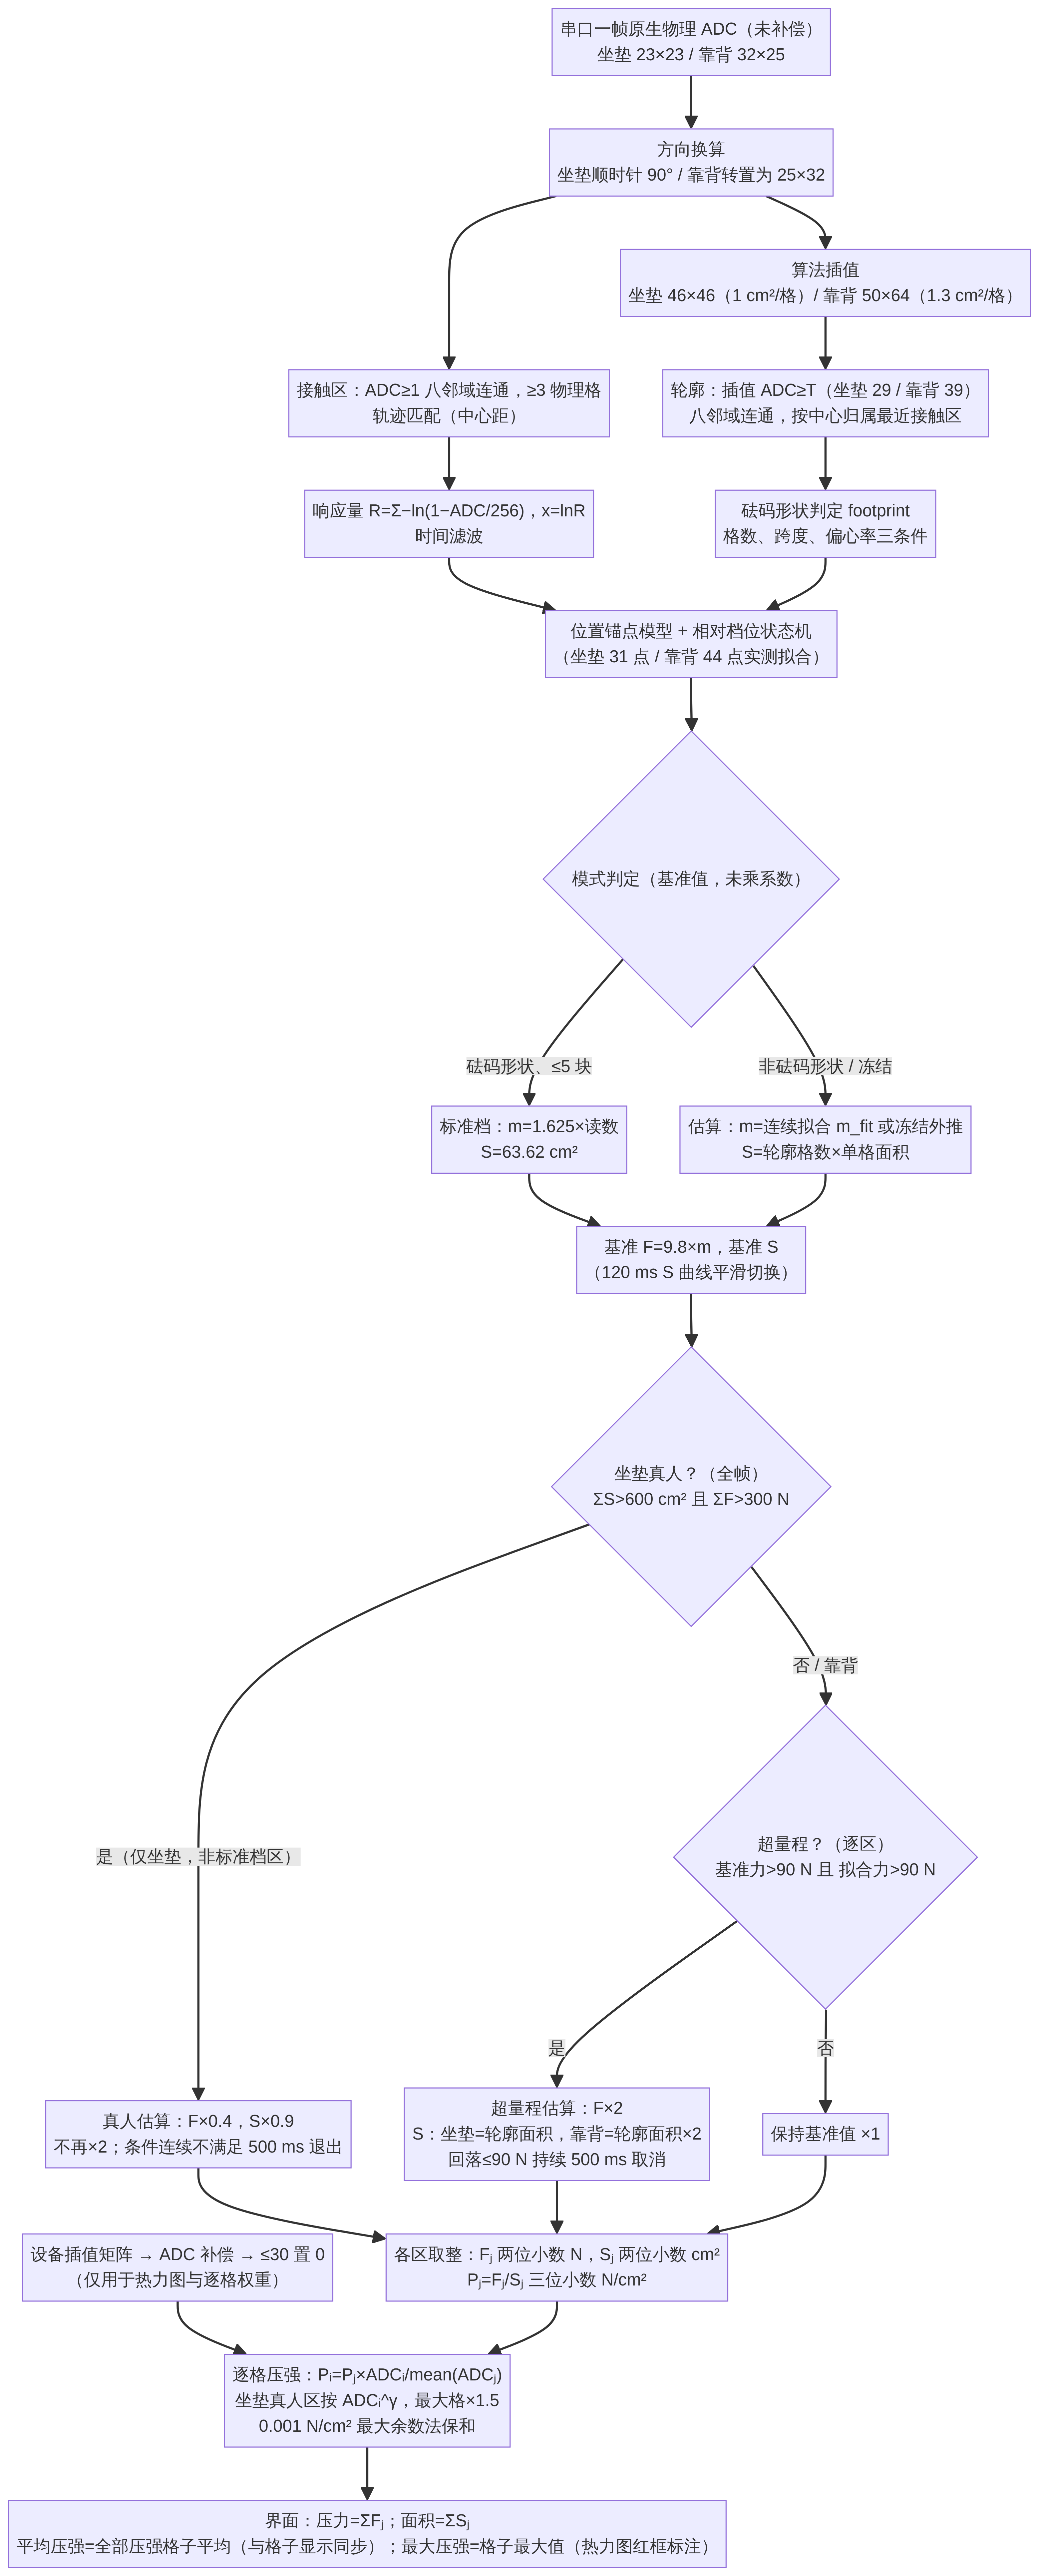 串口一帧原生物理 ADC（未补偿）
坐垫 23×23 / 靠背 32×25
方向换算
坐垫顺时针 90° / 靠背转置为 25×32
算法插值
坐垫 46×46（1 cm²/格）/ 靠背 50×64（1.3 cm²/格）
接触区：ADC≥1 八邻域连通，≥3 物理格
轨迹匹配（中心距）
轮廓：插值 ADC≥T（坐垫 29 / 靠背 39）
八邻域连通，按中心归属最近接触区
响应量 R=Σ−ln(1−ADC/256)，x=lnR
时间滤波
砝码形状判定 footprint
格数、跨度、偏心率三条件
位置锚点模型 + 相对档位状态机
（坐垫 31 点 / 靠背 44 点实测拟合）
模式判定（基准值，未乘系数）
砝码形状、≤5 块
非砝码形状 / 冻结
标准档：m=1.625×读数
S=63.62 cm²
估算：m=连续拟合 m_fit 或冻结外推
S=轮廓格数×单格面积
基准 F=9.8×m，基准 S
（120 ms S 曲线平滑切换）
坐垫真人？（全帧）
ΣS>600 cm² 且 ΣF>300 N
否 / 靠背
是（仅坐垫，非标准档区）
超量程？（逐区）
基准力>90 N 且 拟合力>90 N
是
否
真人估算：F×0.4，S×0.9
不再×2；条件连续不满足 500 ms 退出
超量程估算：F×2
S：坐垫=轮廓面积，靠背=轮廓面积×2
回落≤90 N 持续 500 ms 取消
保持基准值 ×1
设备插值矩阵 → ADC 补偿 → ≤30 置 0
（仅用于热力图与逐格权重）
各区取整：Fⱼ 两位小数 N，Sⱼ 两位小数 cm²
Pⱼ=Fⱼ/Sⱼ 三位小数 N/cm²
逐格压强：Pᵢ=Pⱼ×ADCᵢ/mean(ADCⱼ)
坐垫真人区按 ADCᵢ^γ，最大格×1.5
0.001 N/cm² 最大余数法保和
界面：压力=ΣFⱼ；面积=ΣSⱼ
平均压强=全部压强格子平均（与格子显示同步）；最大压强=格子最大值（热力图红框标注）